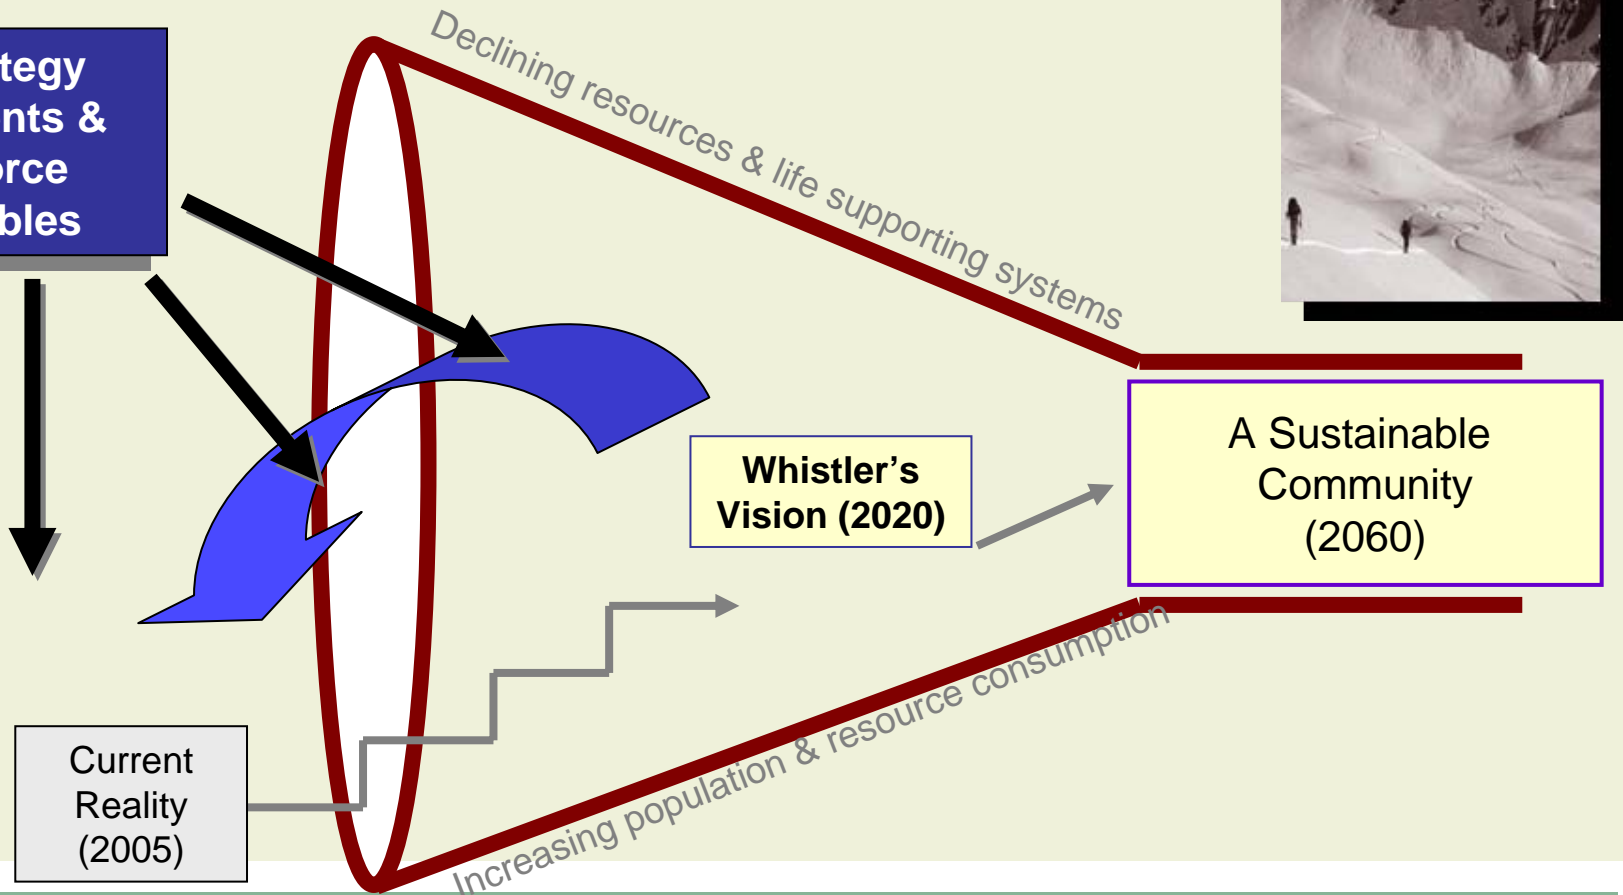 tegy
nts &
orce
bles
Declining resources & life supporting systems
Whistler's
Vision (2020)
A Sustainable
Community
(2060)
Current
Reality
(2005)
Increasing population & resource consumption